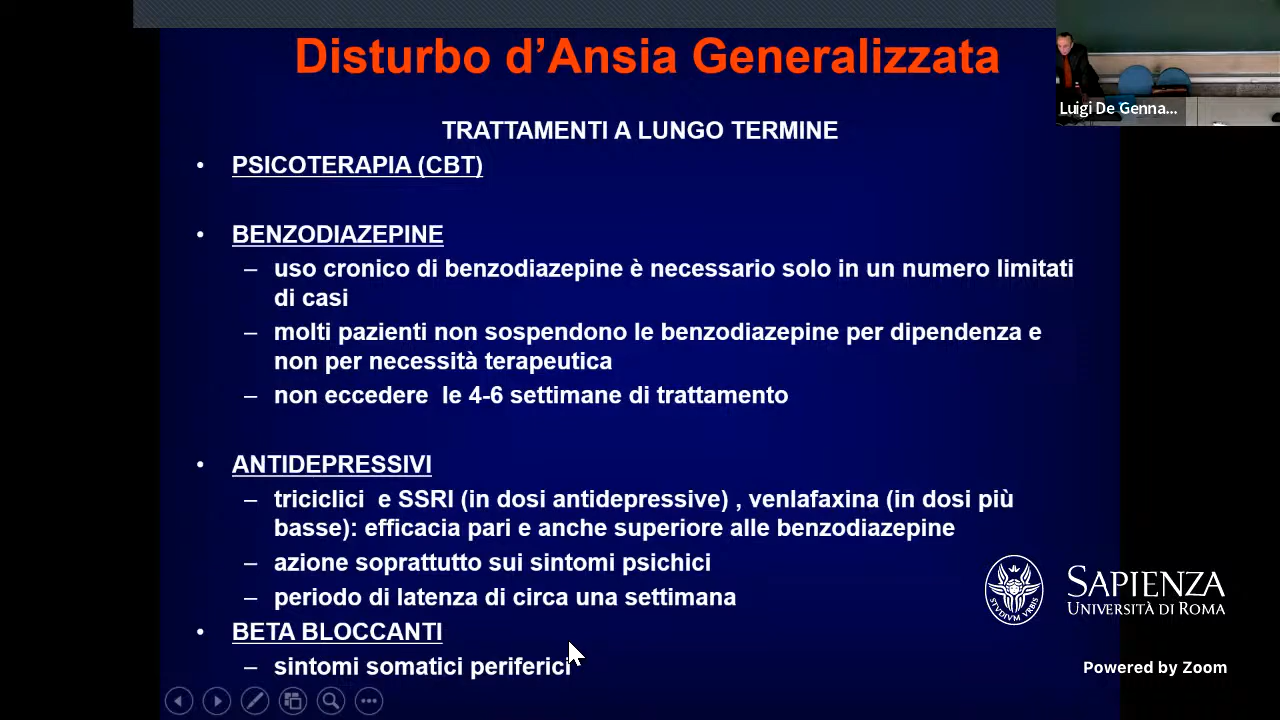 Disturbo d'Ansia Generalizzata
Luigi De Genna...
TRATTAMENTI A LUNGO TERMINE
• PSICOTERAPIA (CBT)
• BENZODIAZEPINE
– uso cronico di benzodiazepine è necessario solo in un numero limitati
di casi
– molti pazienti non sospendono le benzodiazepine per dipendenza e
non per necessità terapeutica
– non eccedere le 4-6 settimane di trattamento
• ANTIDEPRESSIVI
– triciclici e SSRI (in dosi antidepressive) , venlafaxina (in dosi più
basse): efficacia pari e anche superiore alle benzodiazepine
– azione soprattutto sui sintomi psichici
– periodo di latenza di circa una settimana
• BETA BLOCCANTI
– sintomi somatici periferici
STUDIUM URBIS
SAPIENZA
UNIVERSITÀ DI ROMA
Powered by Zoom